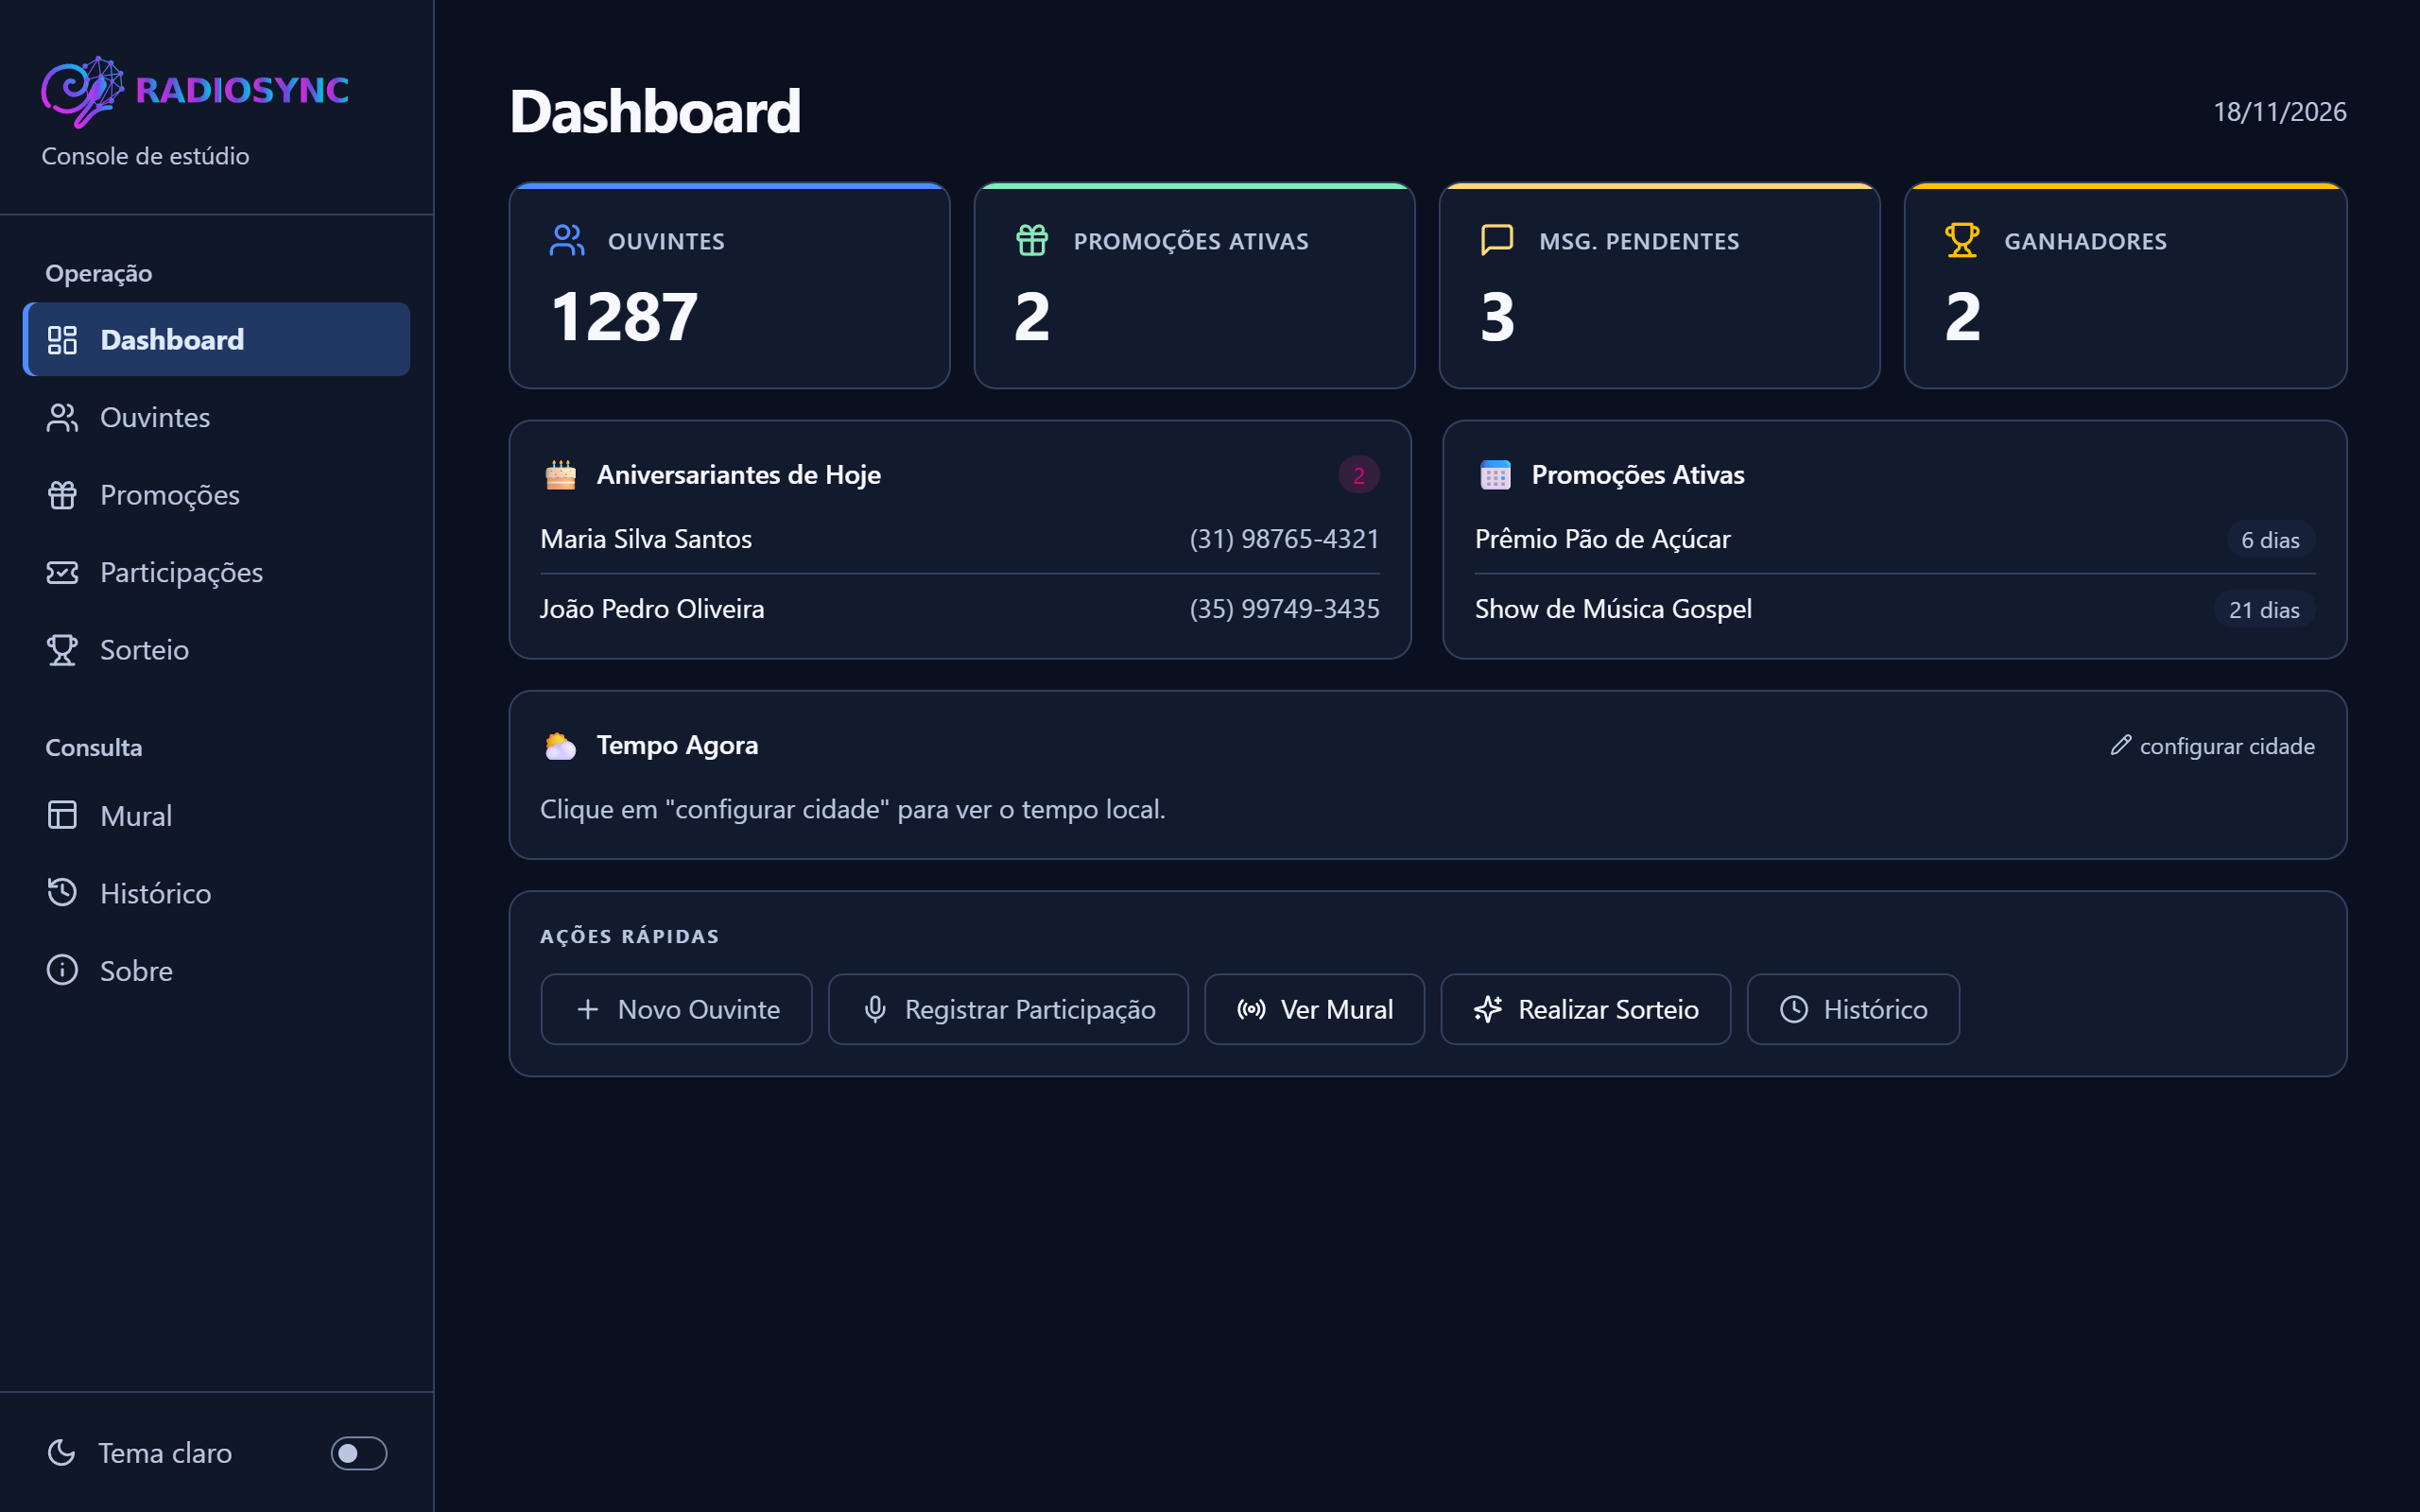 RADIOSYNC
Console de estúdio
Operação
Dashboard
Ouvintes
Promoções
Participações
Sorteio
Consulta
Mural
Histórico
Sobre
Tema claro
Dashboard
18/11/2026
OUVINTES
1287
PROMOÇÕES ATIVAS
2
MSG. PENDENTES
3
GANHADORES
2
Aniversariantes de Hoje
2
Maria Silva Santos
(31) 98765-4321
João Pedro Oliveira
(35) 99749-3435
Promoções Ativas
Prêmio Pão de Açúcar
6 dias
Show de Música Gospel
21 dias
Tempo Agora
configurar cidade
Clique em "configurar cidade" para ver o tempo local.
AÇÕES RÁPIDAS
Novo Ouvinte
Registrar Participação
Ver Mural
Realizar Sorteio
Histórico